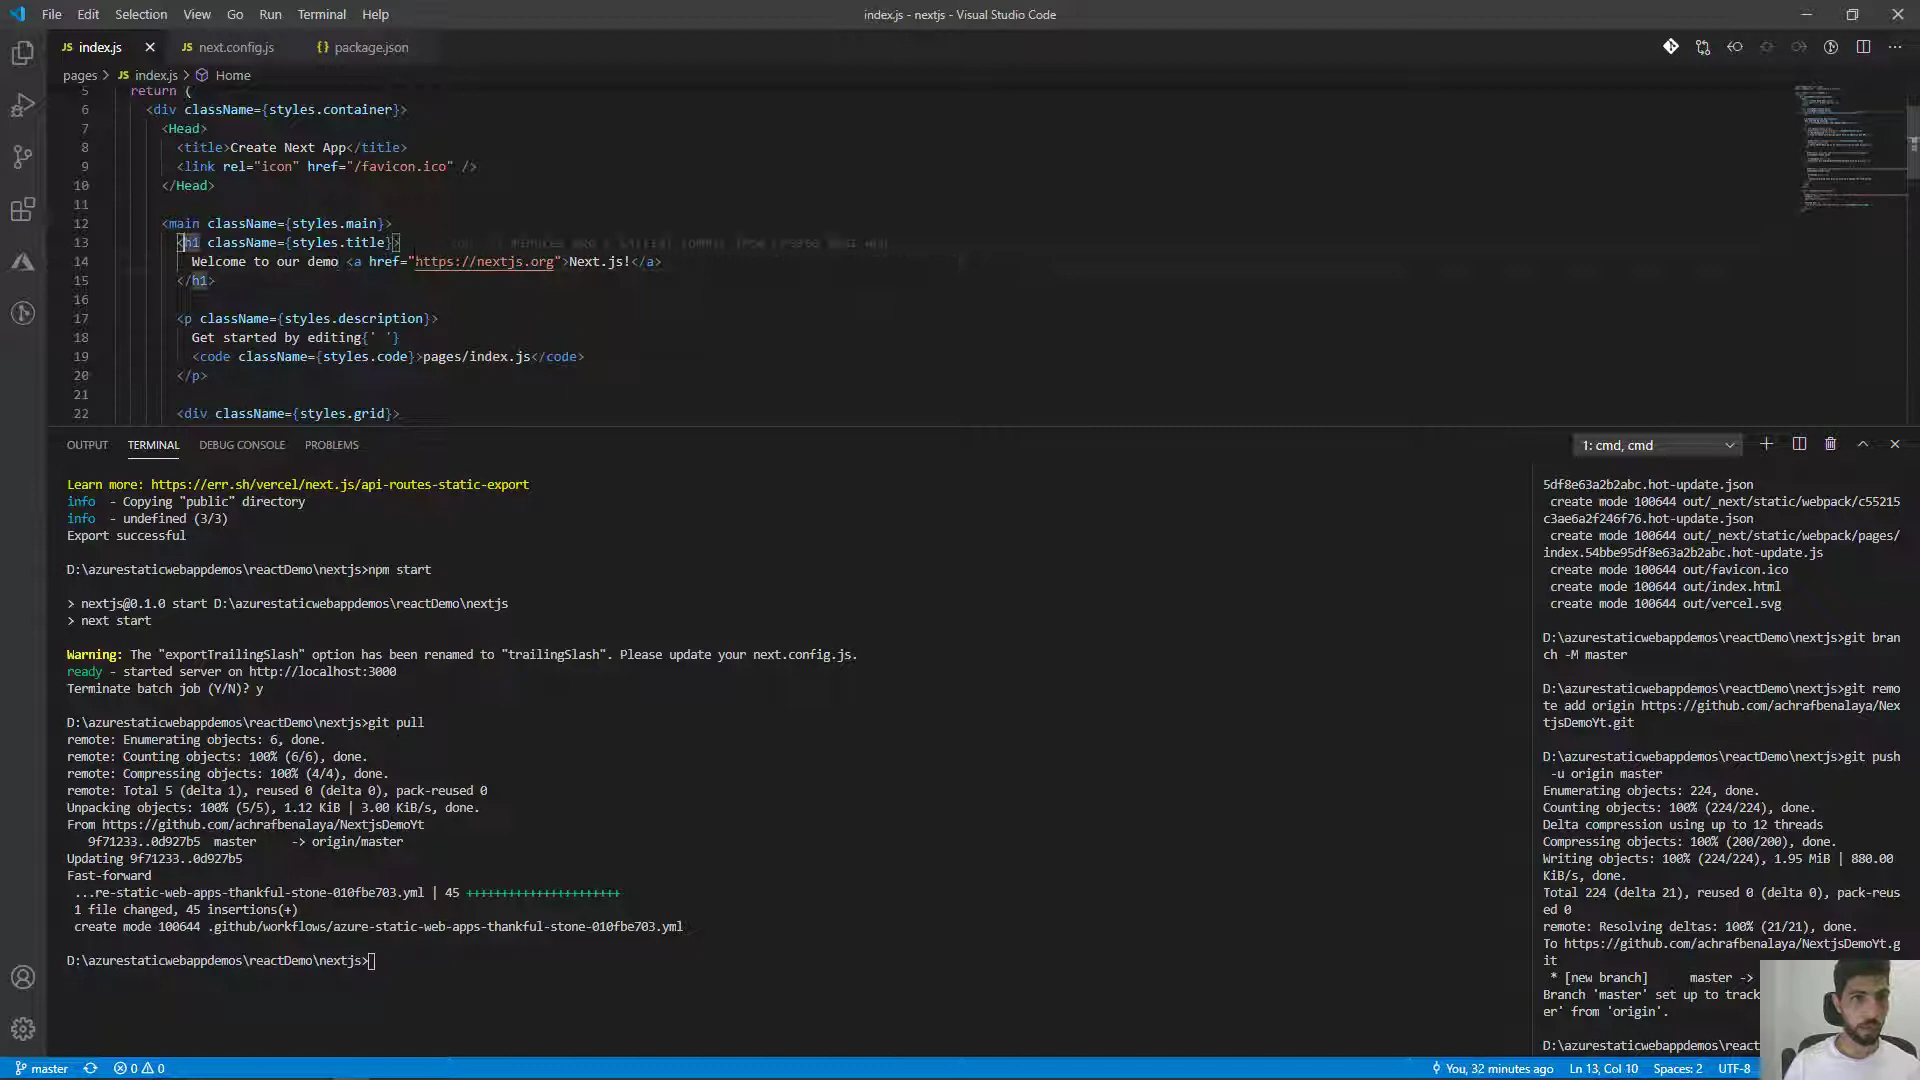 File Edit Selection View Go Run Terminal Help
index.js - nextjs - Visual Studio Code
JS index.js
JS next.config.js
{} package.json
pages > JS index.js > Home
5 return (
6 <div className={styles.container}>
7 <Head>
8 <title>Create Next App</title>
9 <link rel="icon" href="/favicon.ico" />
10 </Head>
11
12 <main className={styles.main}>
13 <h1 className={styles.title}>
14 Welcome to our demo <a href="https://nextjs.org">Next.js!</a>
15 </h1>
16
17 <p className={styles.description}>
18 Get started by editing{' '}
19 <code className={styles.code}>pages/index.js</code>
20 </p>
21
22 <div className={styles.grid}>
OUTPUT TERMINAL DEBUG CONSOLE PROBLEMS
1: cmd, cmd
Learn more: https://err.sh/vercel/next.js/api-routes-static-export
info - Copying "public" directory
info - undefined (3/3)
Export successful
D:\azurestaticwebappdemos\reactDemo\nextjs>npm start
> nextjs@0.1.0 start D:\azurestaticwebappdemos\reactDemo\nextjs
> next start
Warning: The "exportTrailingSlash" option has been renamed to "trailingSlash". Please update your next.config.js.
ready - started server on http://localhost:3000
Terminate batch job (Y/N)? y
D:\azurestaticwebappdemos\reactDemo\nextjs>git pull
remote: Enumerating objects: 6, done.
remote: Counting objects: 100% (6/6), done.
remote: Compressing objects: 100% (4/4), done.
remote: Total 5 (delta 1), reused 0 (delta 0), pack-reused 0
Unpacking objects: 100% (5/5), 1.12 KiB | 3.00 KiB/s, done.
From https://github.com/achrafbenalaya/NextjsDemoYt
9f71233..0d927b5 master -> origin/master
Updating 9f71233..0d927b5
Fast-forward
...re-static-web-apps-thankful-stone-010fbe703.yml | 45 ++++++++++++++++++++++
1 file changed, 45 insertions(+)
create mode 100644 .github/workflows/azure-static-web-apps-thankful-stone-010fbe703.yml
D:\azurestaticwebappdemos\reactDemo\nextjs>
5df8e63a2b2abc.hot-update.json
create mode 100644 out/_next/static/webpack/c55215
c3ae6a2f246f76.hot-update.json
create mode 100644 out/_next/static/webpack/pages/
index.54bbe95df8e63a2b2abc.hot-update.js
create mode 100644 out/favicon.ico
create mode 100644 out/index.html
create mode 100644 out/vercel.svg
D:\azurestaticwebappdemos\reactDemo\nextjs>git bran
ch -M master
D:\azurestaticwebappdemos\reactDemo\nextjs>git remo
te add origin https://github.com/achrafbenalaya/Nex
tjsDemoYt.git
D:\azurestaticwebappdemos\reactDemo\nextjs>git push
-u origin master
Enumerating objects: 224, done.
Counting objects: 100% (224/224), done.
Delta compression using up to 12 threads
Compressing objects: 100% (200/200), done.
Writing objects: 100% (224/224), 1.95 MiB | 880.00
KiB/s, done.
Total 224 (delta 21), reused 0 (delta 0), pack-reus
ed 0
remote: Resolving deltas: 100% (21/21), done.
To https://github.com/achrafbenalaya/NextjsDemoYt.g
it
* [new branch] master ->
Branch 'master' set up to track
er' from 'origin'.
D:\azurestaticwebappdemos\react
master 0 0
You, 32 minutes ago Ln 13, Col 10 Spaces: 2 UTF-8